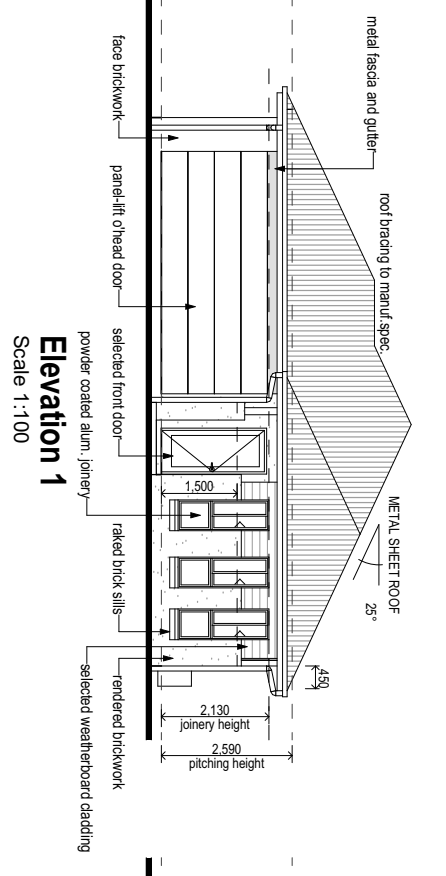 metal fascia and gutter
roof bracing to manuf.spec.
METAL SHEET ROOF
25°
450
2,130
joinery height
2,590
pitching height
1,500
face brickwork
panel-lift o'head door
selected front door
powder coated alum. joinery
raked brick sills
rendered brickwork
selected weatherboard cladding
Elevation 1
Scale 1:100